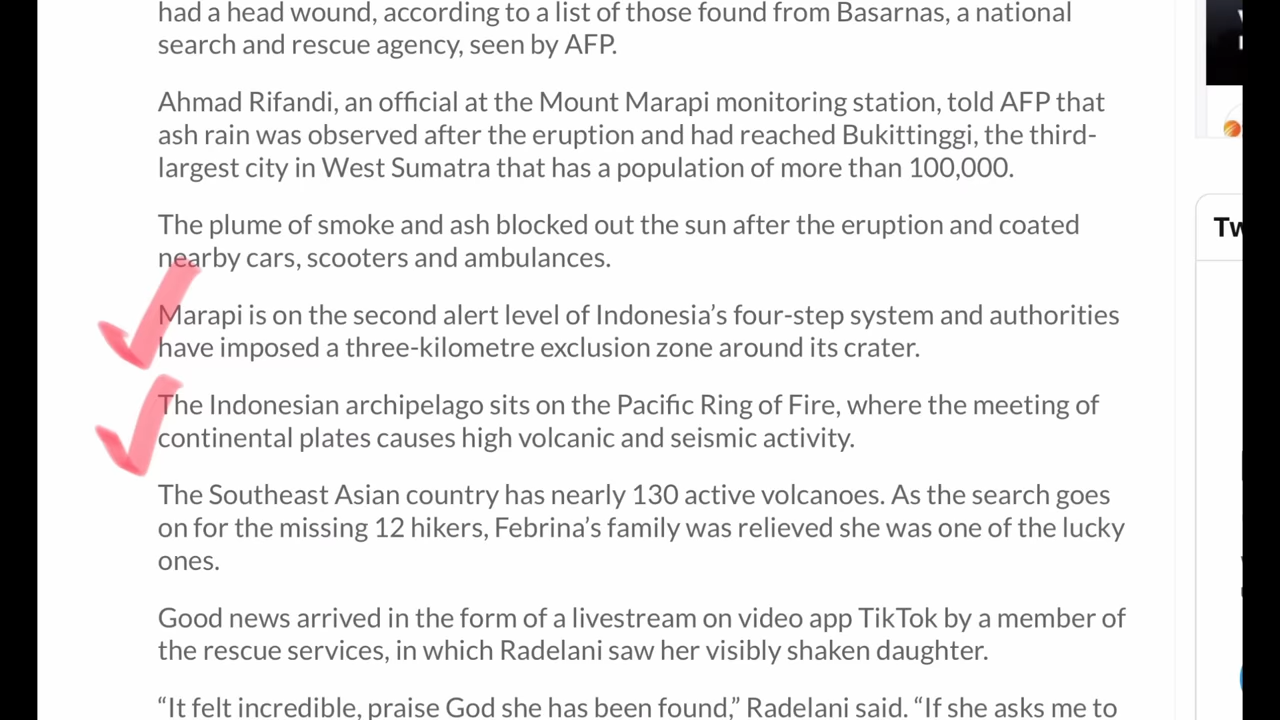 had a head wound, according to a list of those found from Basarnas, a national
search and rescue agency, seen by AFP.
Ahmad Rifandi, an official at the Mount Marapi monitoring station, told AFP that
ash rain was observed after the eruption and had reached Bukittinggi, the third-
largest city in West Sumatra that has a population of more than 100,000.
The plume of smoke and ash blocked out the sun after the eruption and coated
nearby cars, scooters and ambulances.
Marapi is on the second alert level of Indonesia’s four-step system and authorities
have imposed a three-kilometre exclusion zone around its crater.
The Indonesian archipelago sits on the Pacific Ring of Fire, where the meeting of
continental plates causes high volcanic and seismic activity.
The Southeast Asian country has nearly 130 active volcanoes. As the search goes
on for the missing 12 hikers, Febrina’s family was relieved she was one of the lucky
ones.
Good news arrived in the form of a livestream on video app TikTok by a member of
the rescue services, in which Radelani saw her visibly shaken daughter.
“It felt incredible, praise God she has been found,” Radelani said. “If she asks me to
Tw